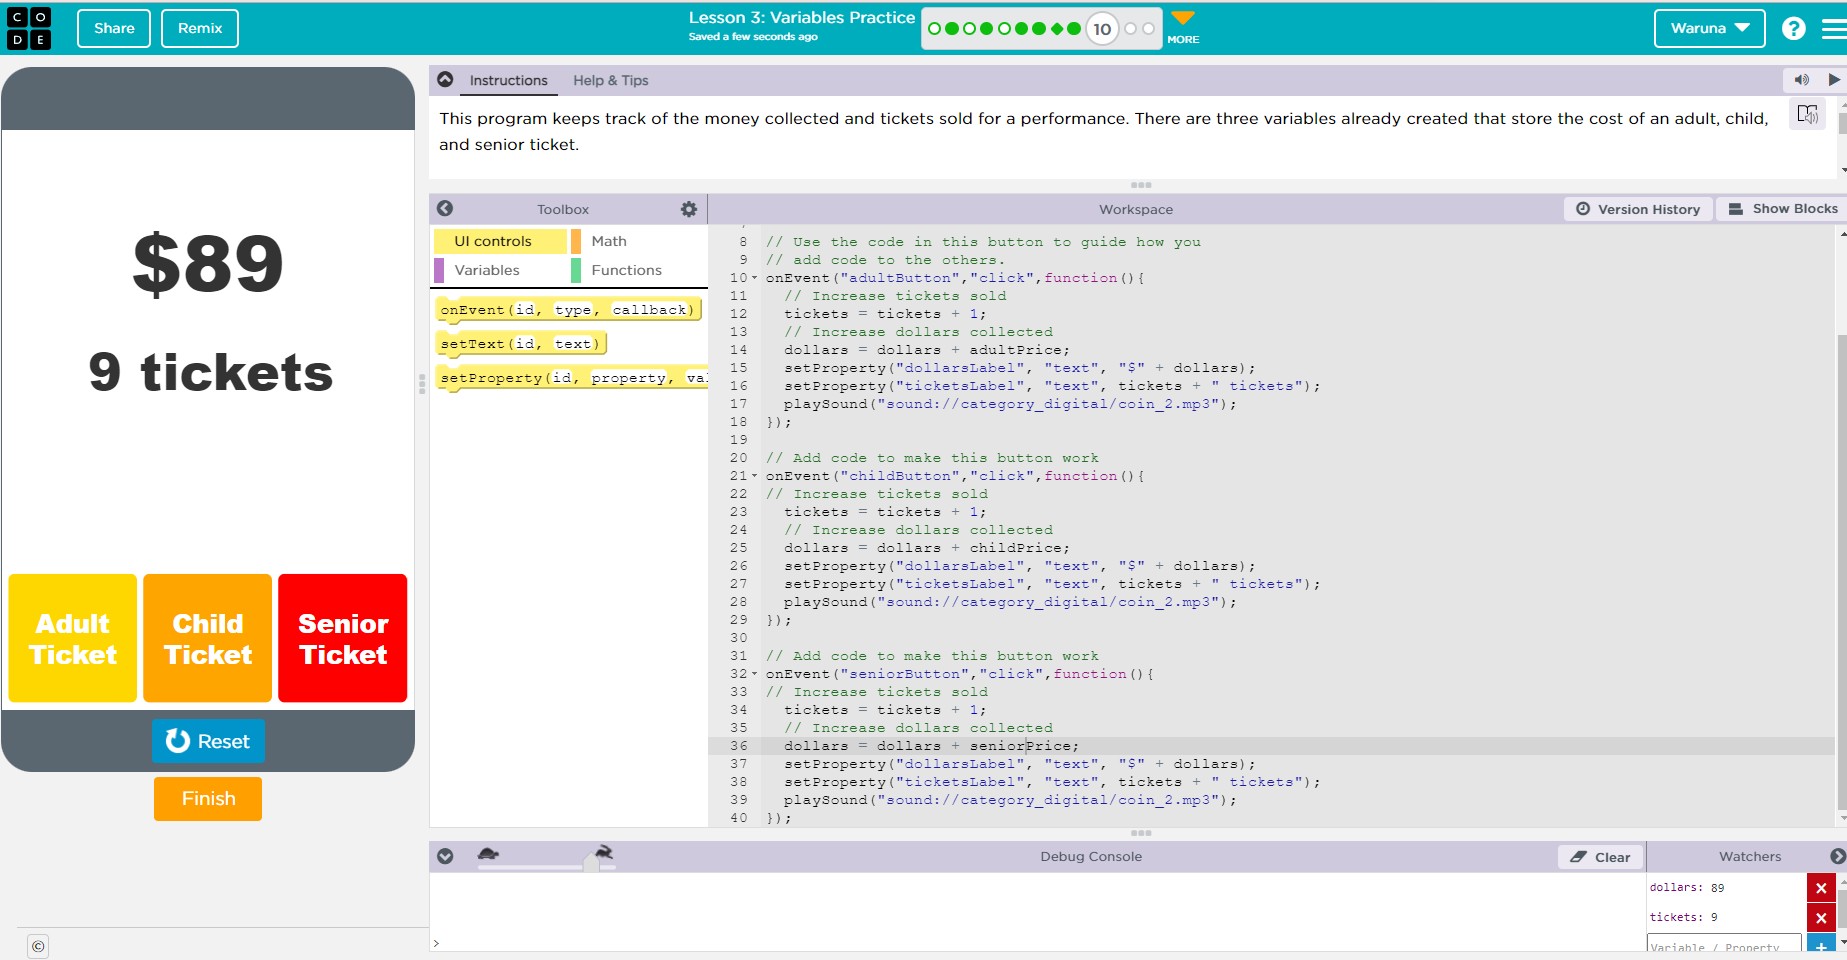 C O
D E
Share
Remix
Lesson 3: Variables Practice
Saved a few seconds ago
10
MORE
Waruna
?
Instructions
Help & Tips
This program keeps track of the money collected and tickets sold for a performance. There are three variables already created that store the cost of an adult, child,
and senior ticket.
Toolbox
Workspace
Version History
Show Blocks
UI controls
Math
Variables
Functions
onEvent(id, type, callback)
setText(id, text)
setProperty(id, property, val
8 // Use the code in this button to guide how you
9 // add code to the others.
10 onEvent("adultButton","click",function(){
11 // Increase tickets sold
12 tickets = tickets + 1;
13 // Increase dollars collected
14 dollars = dollars + adultPrice;
15 setProperty("dollarsLabel", "text", "$" + dollars);
16 setProperty("ticketsLabel", "text", tickets + " tickets");
17 playSound("sound://category_digital/coin_2.mp3");
18 });
19
20 // Add code to make this button work
21 onEvent("childButton","click",function(){
22 // Increase tickets sold
23 tickets = tickets + 1;
24 // Increase dollars collected
25 dollars = dollars + childPrice;
26 setProperty("dollarsLabel", "text", "$" + dollars);
27 setProperty("ticketsLabel", "text", tickets + " tickets");
28 playSound("sound://category_digital/coin_2.mp3");
29 });
30
31 // Add code to make this button work
32 onEvent("seniorButton","click",function(){
33 // Increase tickets sold
34 tickets = tickets + 1;
35 // Increase dollars collected
36 dollars = dollars + seniorPrice;
37 setProperty("dollarsLabel", "text", "$" + dollars);
38 setProperty("ticketsLabel", "text", tickets + " tickets");
39 playSound("sound://category_digital/coin_2.mp3");
40 });
$89
9 tickets
Adult
Ticket
Child
Ticket
Senior
Ticket
Reset
Finish
©
Debug Console
Clear
Watchers
dollars: 89
tickets: 9
Variable / Property
>